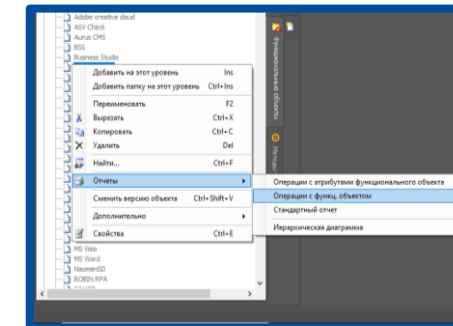 Adobe creative cloud
ASV Check
Aurus CMS
BSS
Business Studio
Добавить на этот уровень Ins
Добавить папку на этот уровень Ctrl+Ins
Переименовать F2
Вырезать Ctrl+X
Копировать Ctrl+C
Удалить Del
Найти... Ctrl+F
Отчеты
Сменить версию объекта Ctrl+Shift+V
Дополнительно
Свойства Ctrl+E
Операции с атрибутами функционального объекта
Операции с функц. объектом
Стандартный отчет
Иерархическая диаграмма
MS Visio
MS Word
NaumenSD
ROBIN RPA
Функциональные объекты